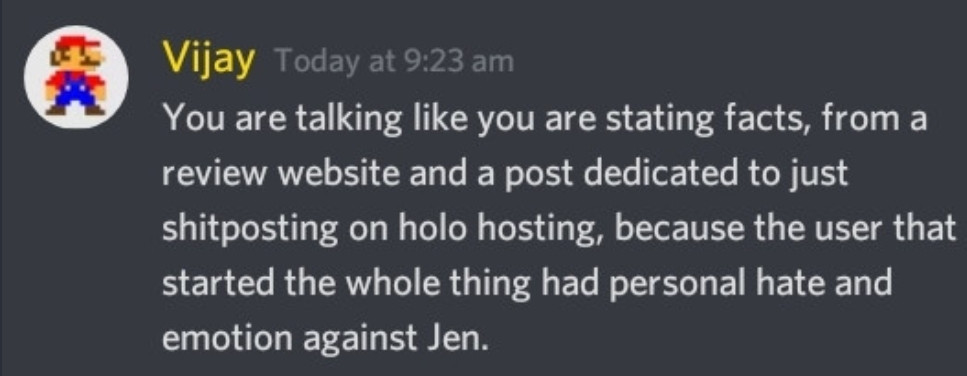 Vijay Today at 9:23 am
You are talking like you are stating facts, from a
review website and a post dedicated to just
shitposting on holo hosting, because the user that
started the whole thing had personal hate and
emotion against Jen.